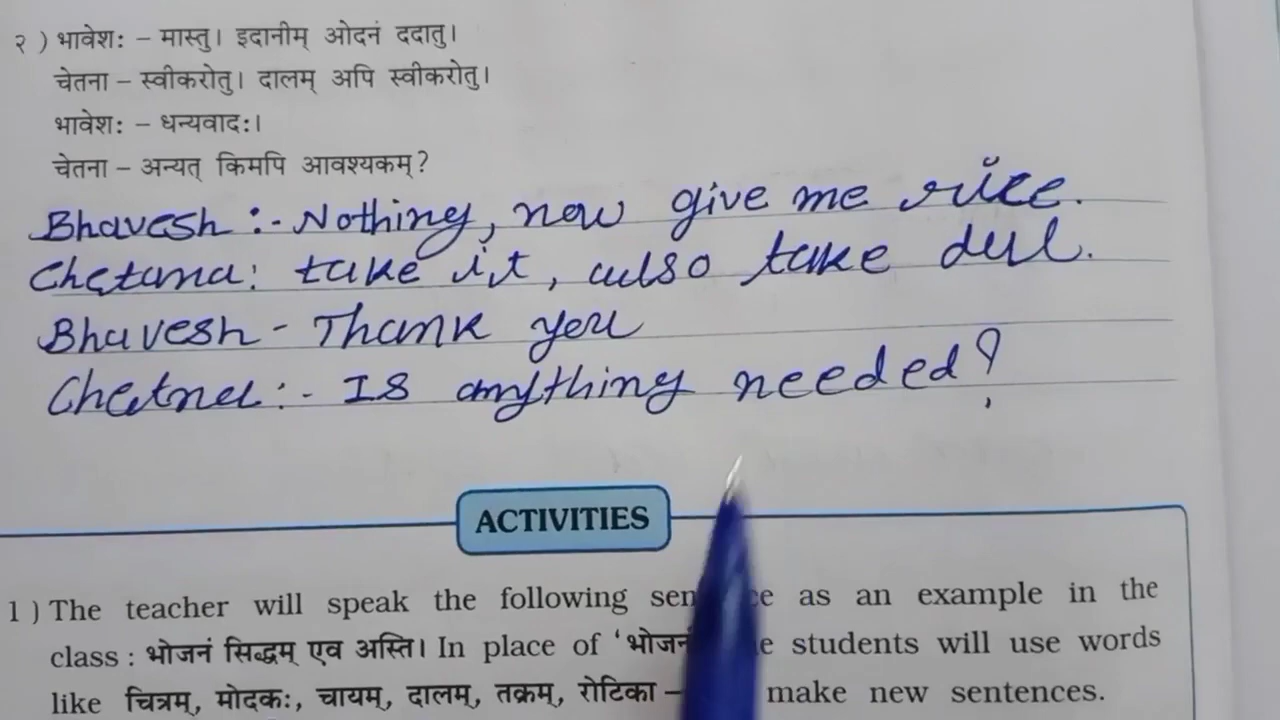 २ ) भावेशः – मास्तु। इदानीम् ओदनं ददातु।
चेतना – स्वीकरोतु। दालम् अपि स्वीकरोतु।
भावेशः – धन्यवादः।
चेतना – अन्यत् किमपि आवश्यकम्?
Bhavesh :- Nothing, now give me rice.
Chetana: take it, also take dal.
Bhavesh - Thank you
Chetna :- Is anything needed?
ACTIVITIES
1 ) The teacher will speak the following as an example in the
class : भोजनं सिद्धम् एव अस्ति। In place of students will use words
like चित्रम्, मोदकः, चायम्, दालम्, तक्रम्, रोटिका – make new sentences.